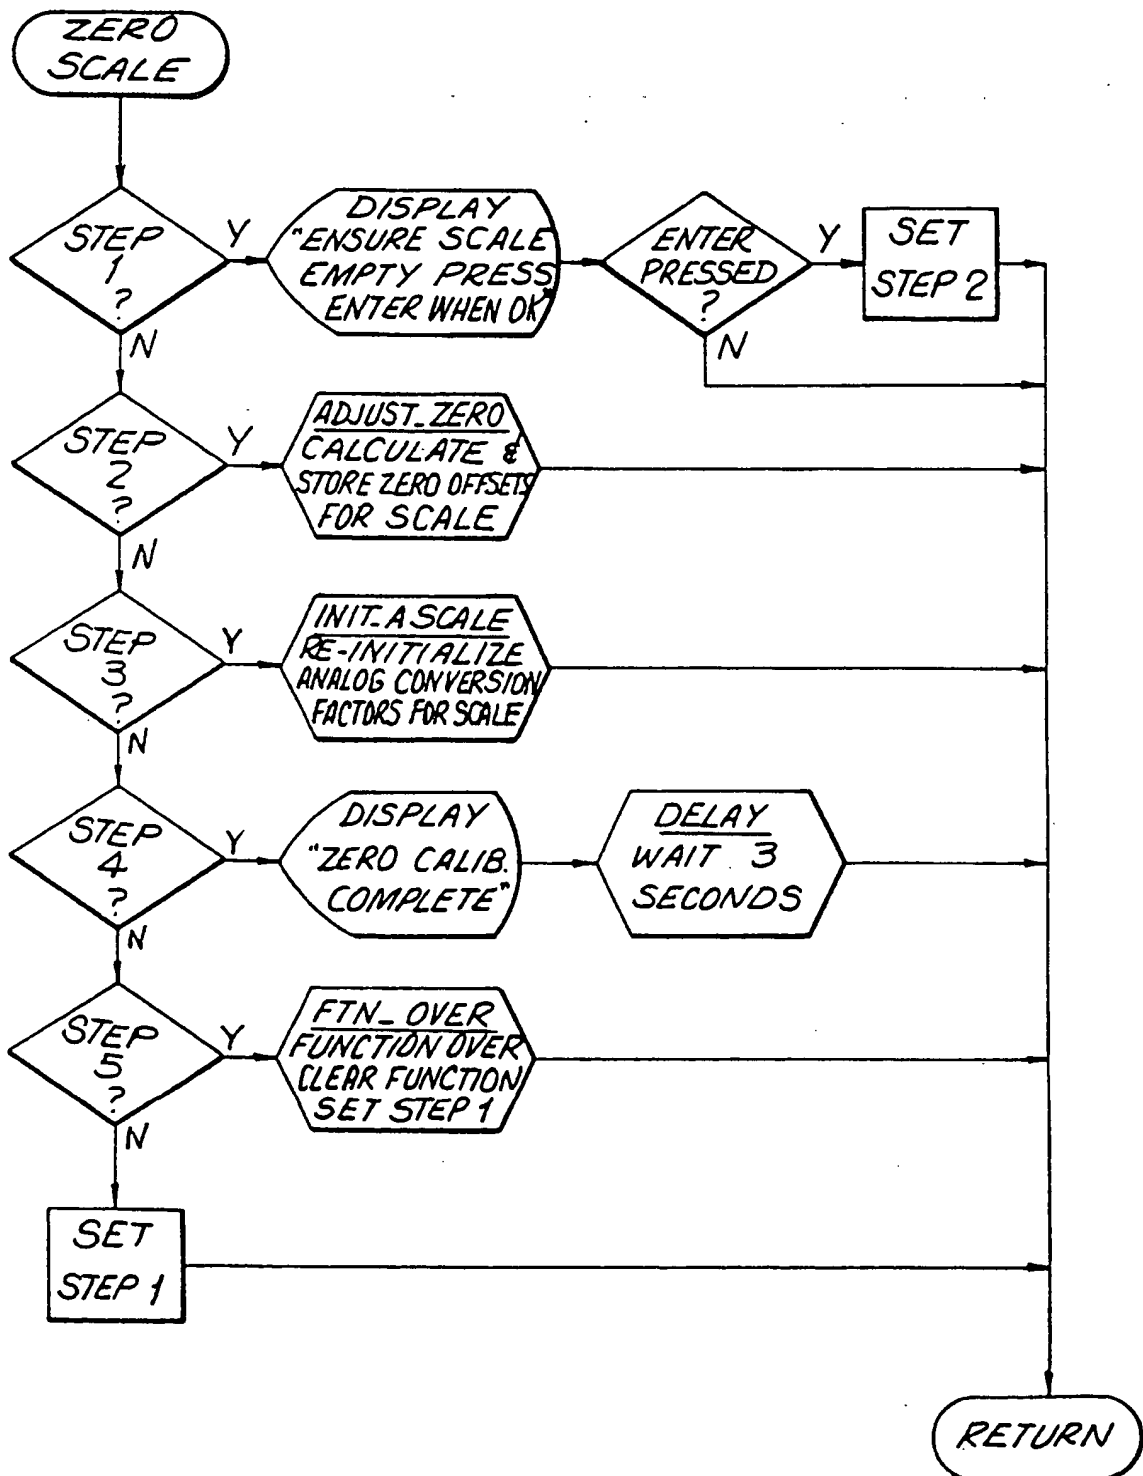 ZERO
SCALE
STEP
1
?
Y
N
DISPLAY
"ENSURE SCALE
EMPTY PRESS
ENTER WHEN OK"
ENTER
PRESSED
?
Y
N
SET
STEP 2
STEP
2
?
Y
N
ADJUST_ZERO
CALCULATE &
STORE ZERO OFFSETS
FOR SCALE
STEP
3
?
Y
N
INIT_A SCALE
RE-INITIALIZE
ANALOG CONVERSION
FACTORS FOR SCALE
STEP
4
?
Y
N
DISPLAY
"ZERO CALIB.
COMPLETE"
DELAY
WAIT 3
SECONDS
STEP
5
?
Y
N
FTN_OVER
FUNCTION OVER
CLEAR FUNCTION
SET STEP 1
SET
STEP 1
RETURN